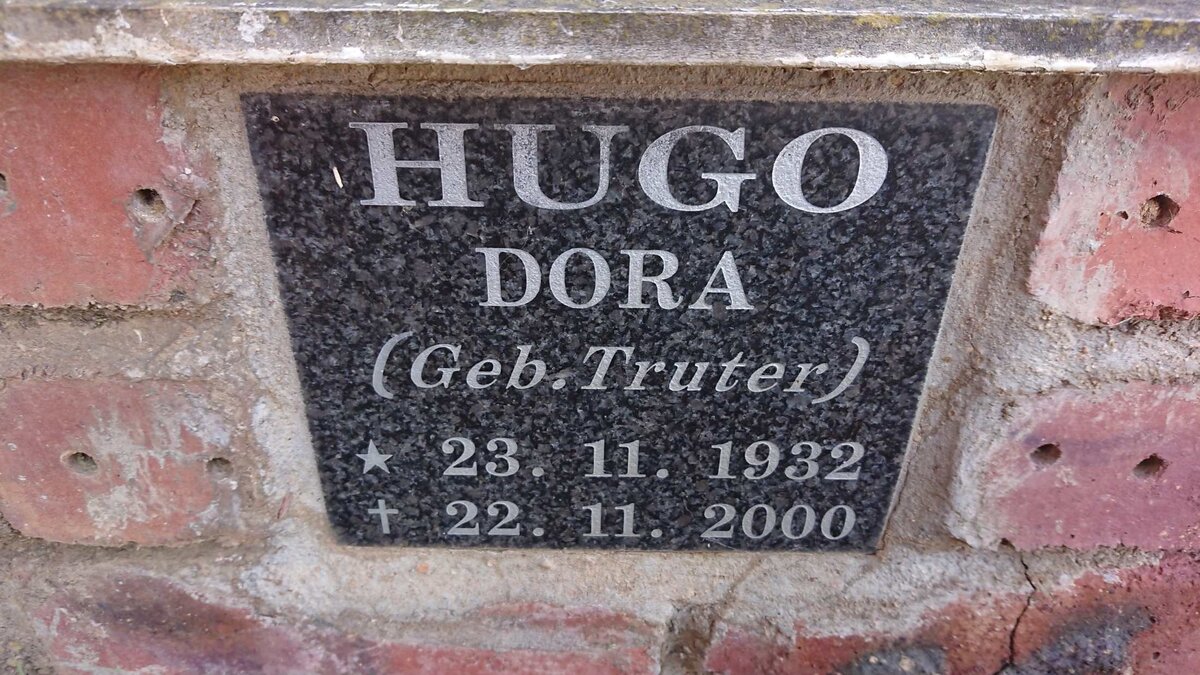 HUGO
DORA
(Geb. Truter)
★ 23. 11. 1932
✝ 22. 11. 2000